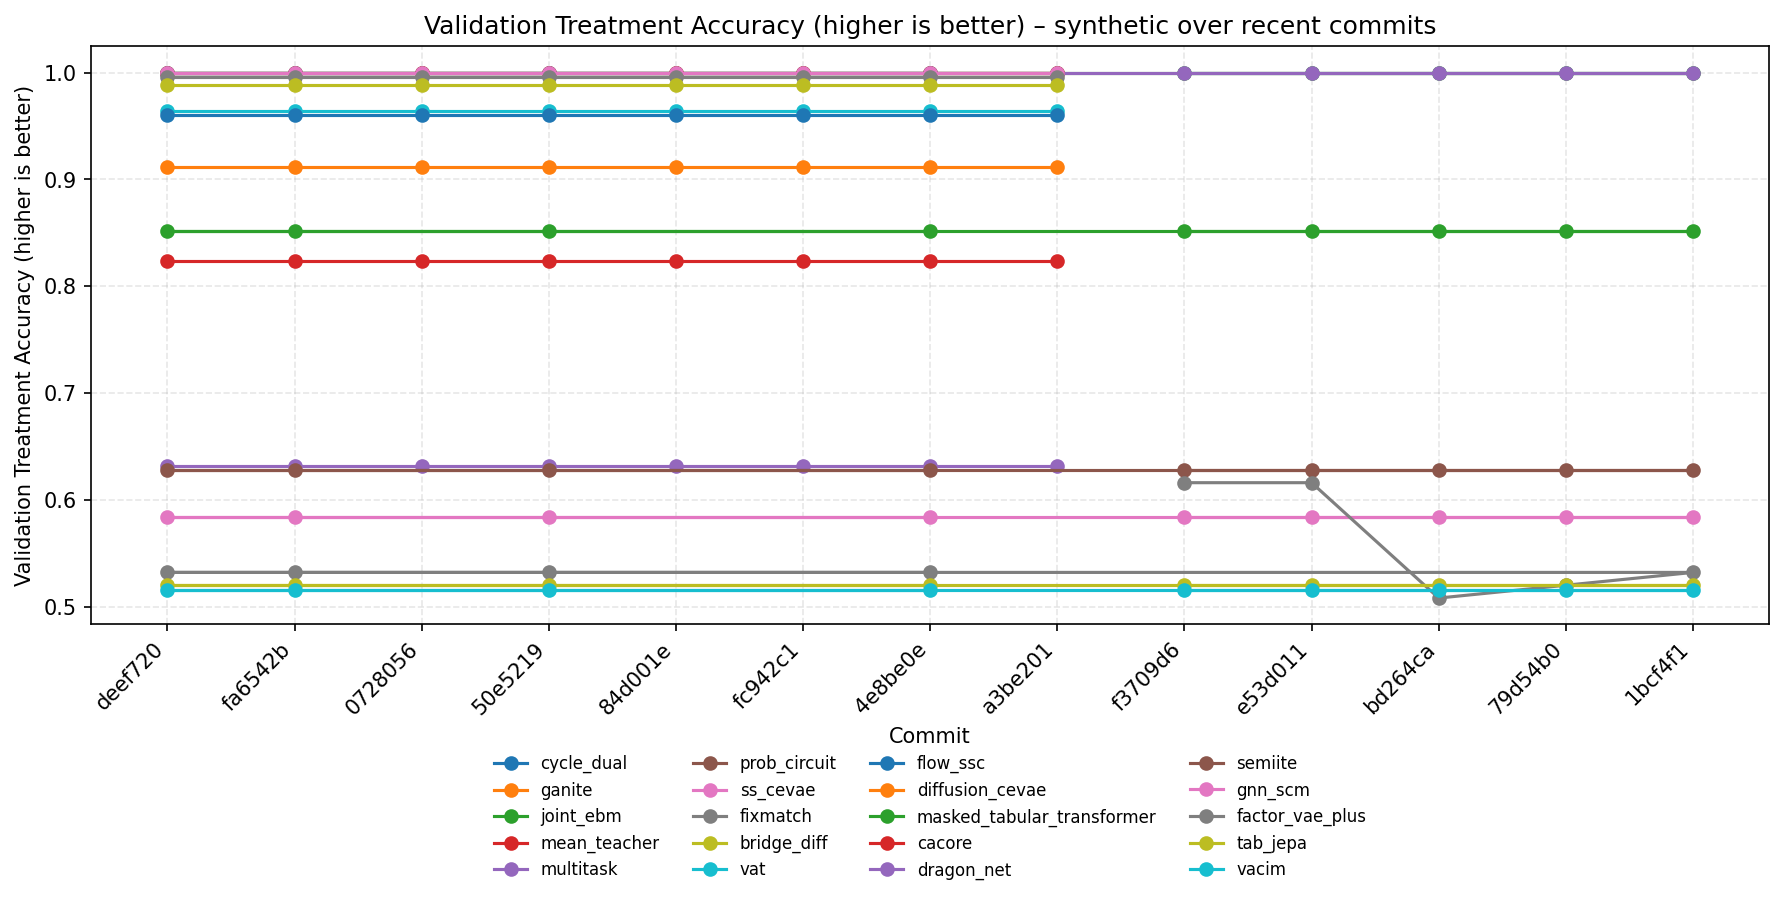 Validation Treatment Accuracy (higher is better) – synthetic over recent commits
Validation Treatment Accuracy (higher is better)
1.0
0.9
0.8
0.7
0.6
0.5
deef720
fa6542b
0728056
50e5219
84d001e
fc942c1
4e8be0e
a3be201
f3709d6
e53d011
bd264ca
79d54b0
1bcf4f1
Commit
cycle_dual
ganite
joint_ebm
mean_teacher
multitask
prob_circuit
ss_cevae
fixmatch
bridge_diff
vat
flow_ssc
diffusion_cevae
masked_tabular_transformer
cacore
dragon_net
semiite
gnn_scm
factor_vae_plus
tab_jepa
vacim